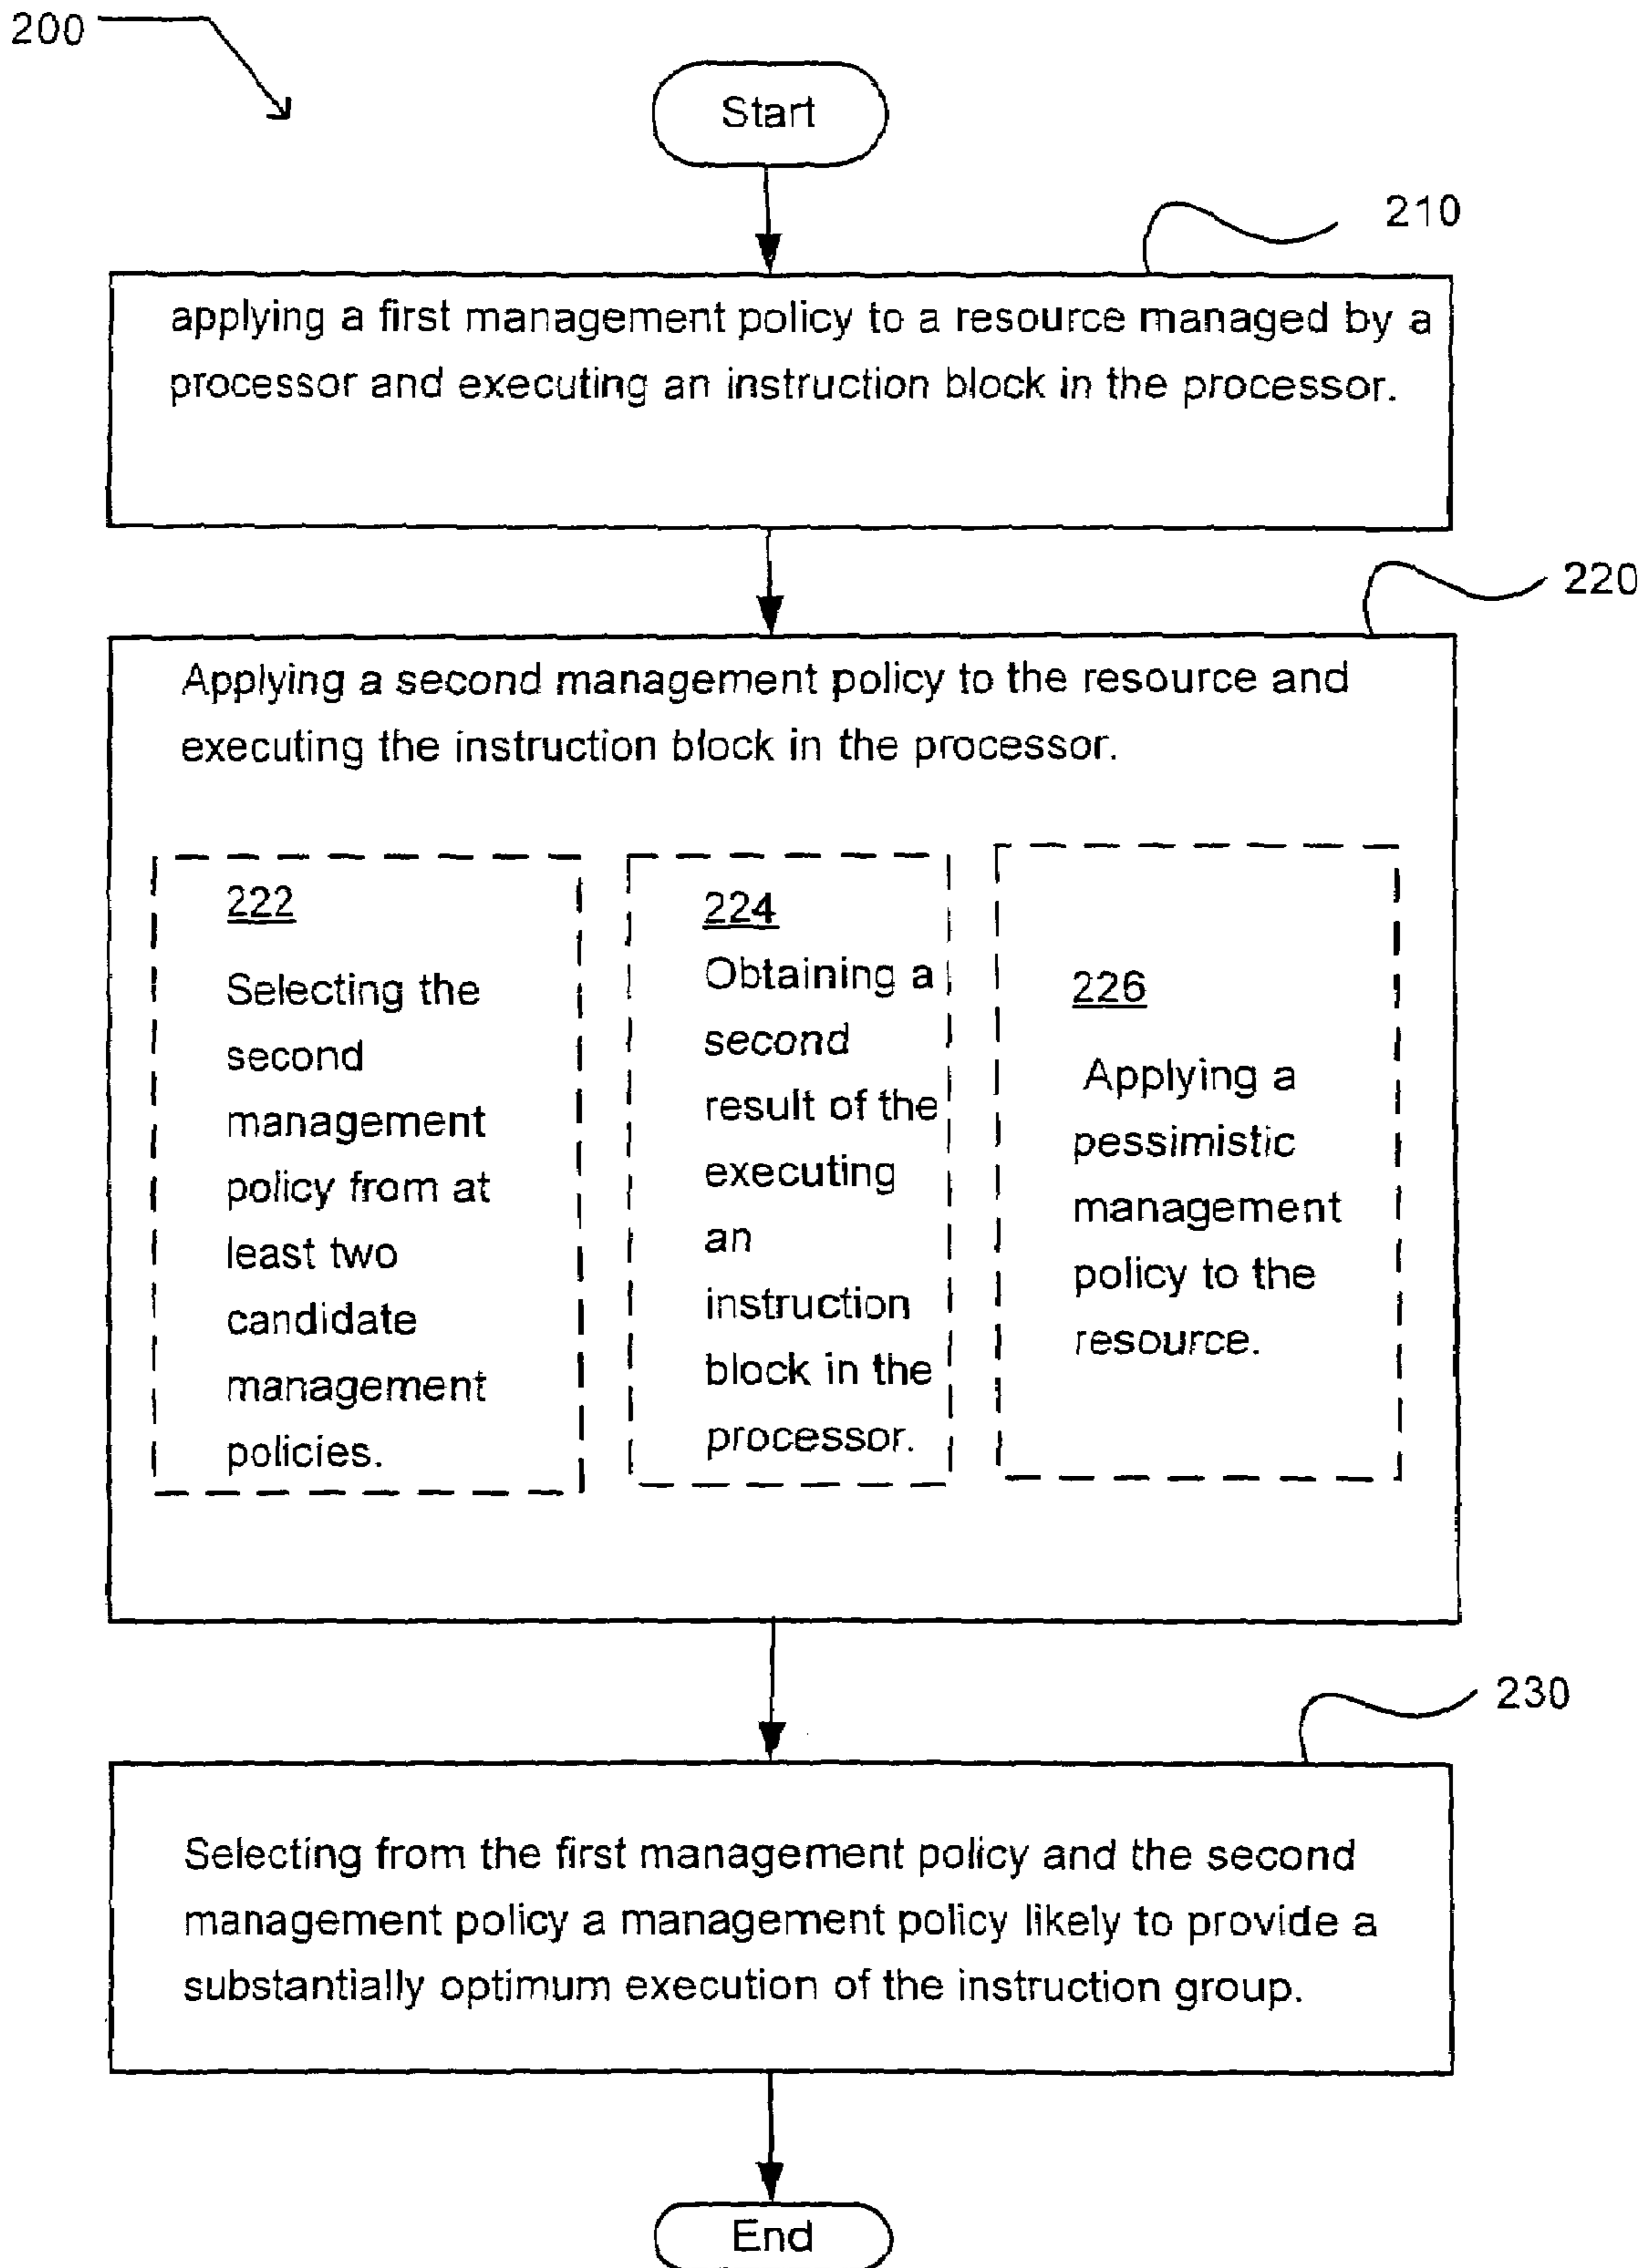 200
Start
210
applying a first management policy to a resource managed by a
processor and executing an instruction block in the processor.
220
Applying a second management policy to the resource and
executing the instruction block in the processor.
222
Selecting the
second
management
policy from at
least two
candidate
management
policies.
224
Obtaining a
second
result of the
executing
an
instruction
block in the
processor.
226
Applying a
pessimistic
management
policy to the
resource.
230
Selecting from the first management policy and the second
management policy a management policy likely to provide a
substantially optimum execution of the instruction group.
End